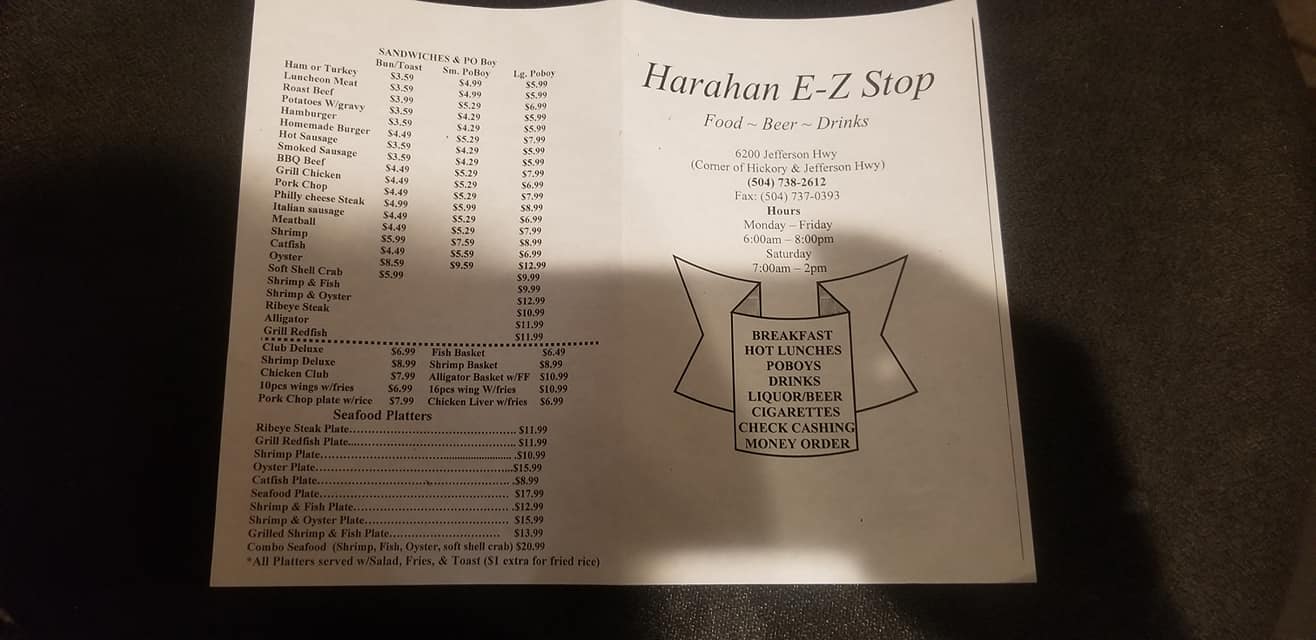 SANDWICHES & PO Boy
Bun/Toast Sm. PoBoy Lg. Poboy
Ham or Turkey $3.59 $4.99 $5.99
Luncheon Meat $3.59 $4.99 $5.99
Roast Beef $3.99 $5.29 $6.99
Potatoes W/gravy $3.59 $4.29 $5.99
Hamburger $3.59 $4.29 $5.99
Homemade Burger $4.49 $5.29 $7.99
Hot Sausage $3.59 $4.29 $5.99
Smoked Sausage $3.59 $4.29 $5.99
BBQ Beef $4.49 $5.29 $7.99
Grill Chicken $4.49 $5.29 $6.99
Pork Chop $4.49 $5.29 $7.99
Philly cheese Steak $4.99 $5.99 $8.99
Italian sausage $4.49 $5.29 $6.99
Meatball $4.49 $5.29 $7.99
Shrimp $5.99 $7.59 $8.99
Catfish $4.49 $5.59 $6.99
Oyster $8.59 $9.59 $12.99
Soft Shell Crab $5.99 $9.99
Shrimp & Fish $9.99
Shrimp & Oyster $12.99
Ribeye Steak $10.99
Alligator $11.99
Grill Redfish $11.99
Club Deluxe $6.99 Fish Basket $6.49
Shrimp Deluxe $8.99 Shrimp Basket $8.99
Chicken Club $7.99 Alligator Basket w/FF $10.99
10pcs wings w/fries $6.99 16pcs wing W/fries $10.99
Pork Chop plate w/rice $7.99 Chicken Liver w/fries $6.99
Seafood Platters
Ribeye Steak Plate........ $11.99
Grill Redfish Plate........ $11.99
Shrimp Plate........ $10.99
Oyster Plate........ $15.99
Catfish Plate........ $8.99
Seafood Plate........ $17.99
Shrimp & Fish Plate........ $12.99
Shrimp & Oyster Plate........ $15.99
Grilled Shrimp & Fish Plate........ $13.99
Combo Seafood (Shrimp, Fish, Oyster, soft shell crab) $20.99
*All Platters served w/Salad, Fries, & Toast ($1 extra for fried rice)
Harahan E-Z Stop
Food ~ Beer ~ Drinks
6200 Jefferson Hwy
(Corner of Hickory & Jefferson Hwy)
(504) 738-2612
Fax: (504) 737-0393
Hours
Monday – Friday
6:00am – 8:00pm
Saturday
7:00am – 2pm
BREAKFAST
HOT LUNCHES
POBOYS
DRINKS
LIQUOR/BEER
CIGARETTES
CHECK CASHING
MONEY ORDER